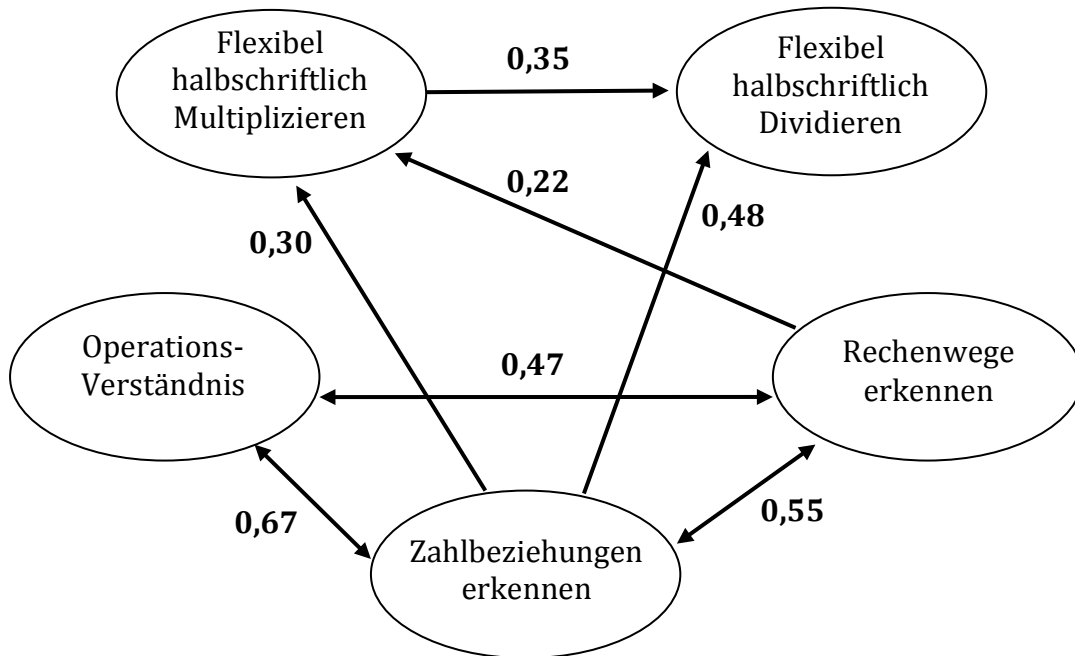 Flexibel
halbschriftlich
Multiplizieren
0,35
Flexibel
halbschriftlich
Dividieren
0,22
0,48
0,30
Operations-
Verständnis
0,47
Rechenwege
erkennen
0,67
0,55
Zahlbeziehungen
erkennen